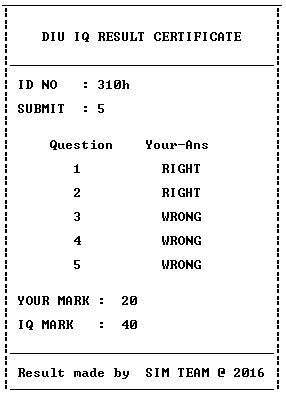 DIU IQ RESULT CERTIFICATE
ID NO : 310h
SUBMIT : 5
Question Your-Ans
1 RIGHT
2 RIGHT
3 WRONG
4 WRONG
5 WRONG
YOUR MARK : 20
IQ MARK : 40
Result made by SIM TEAM @ 2016